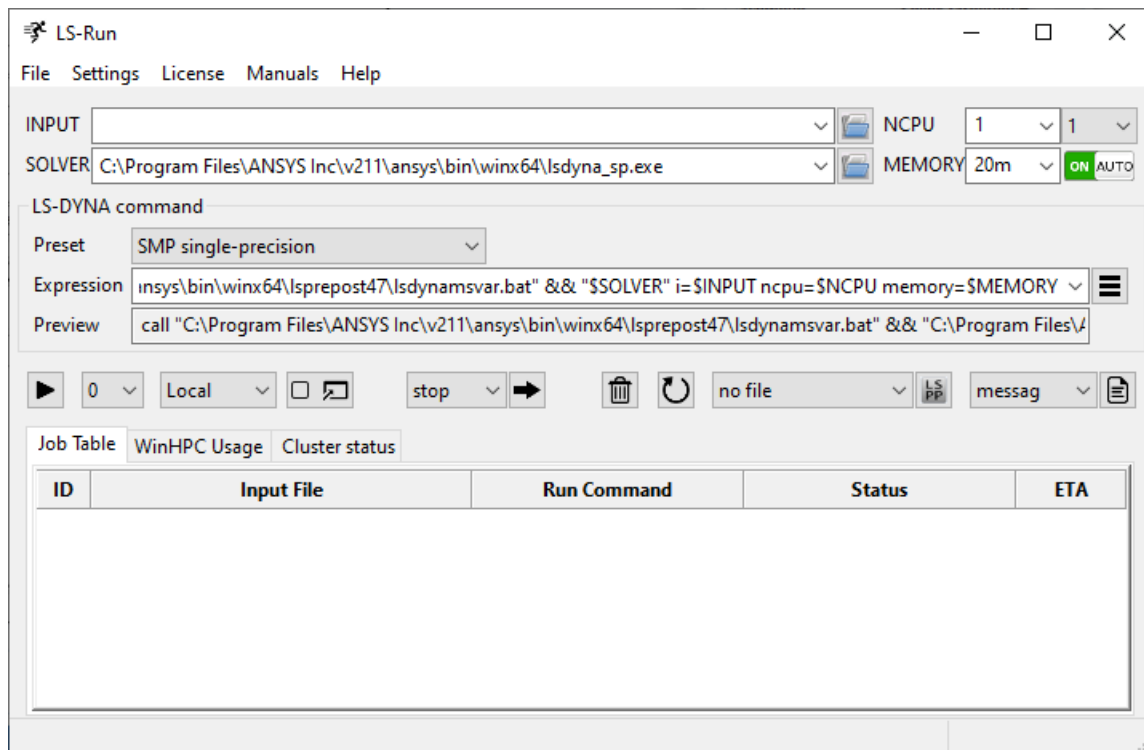 LS-Run
File Settings License Manuals Help
INPUT NCPU 1 1
SOLVER C:\Program Files\ANSYS Inc\v211\ansys\bin\winx64\lsdyna_sp.exe MEMORY 20m ON AUTO
LS-DYNA command
Preset SMP single-precision
Expression ansys\bin\winx64\lsprepost47\lsdynamsvar.bat" && "$SOLVER" i=$INPUT ncpu=$NCPU memory=$MEMORY
Preview call "C:\Program Files\ANSYS Inc\v211\ansys\bin\winx64\lsprepost47\lsdynamsvar.bat" && "C:\Program Files\A
0 Local stop no file LS PP messag
Job Table WinHPC Usage Cluster status
ID Input File Run Command Status ETA